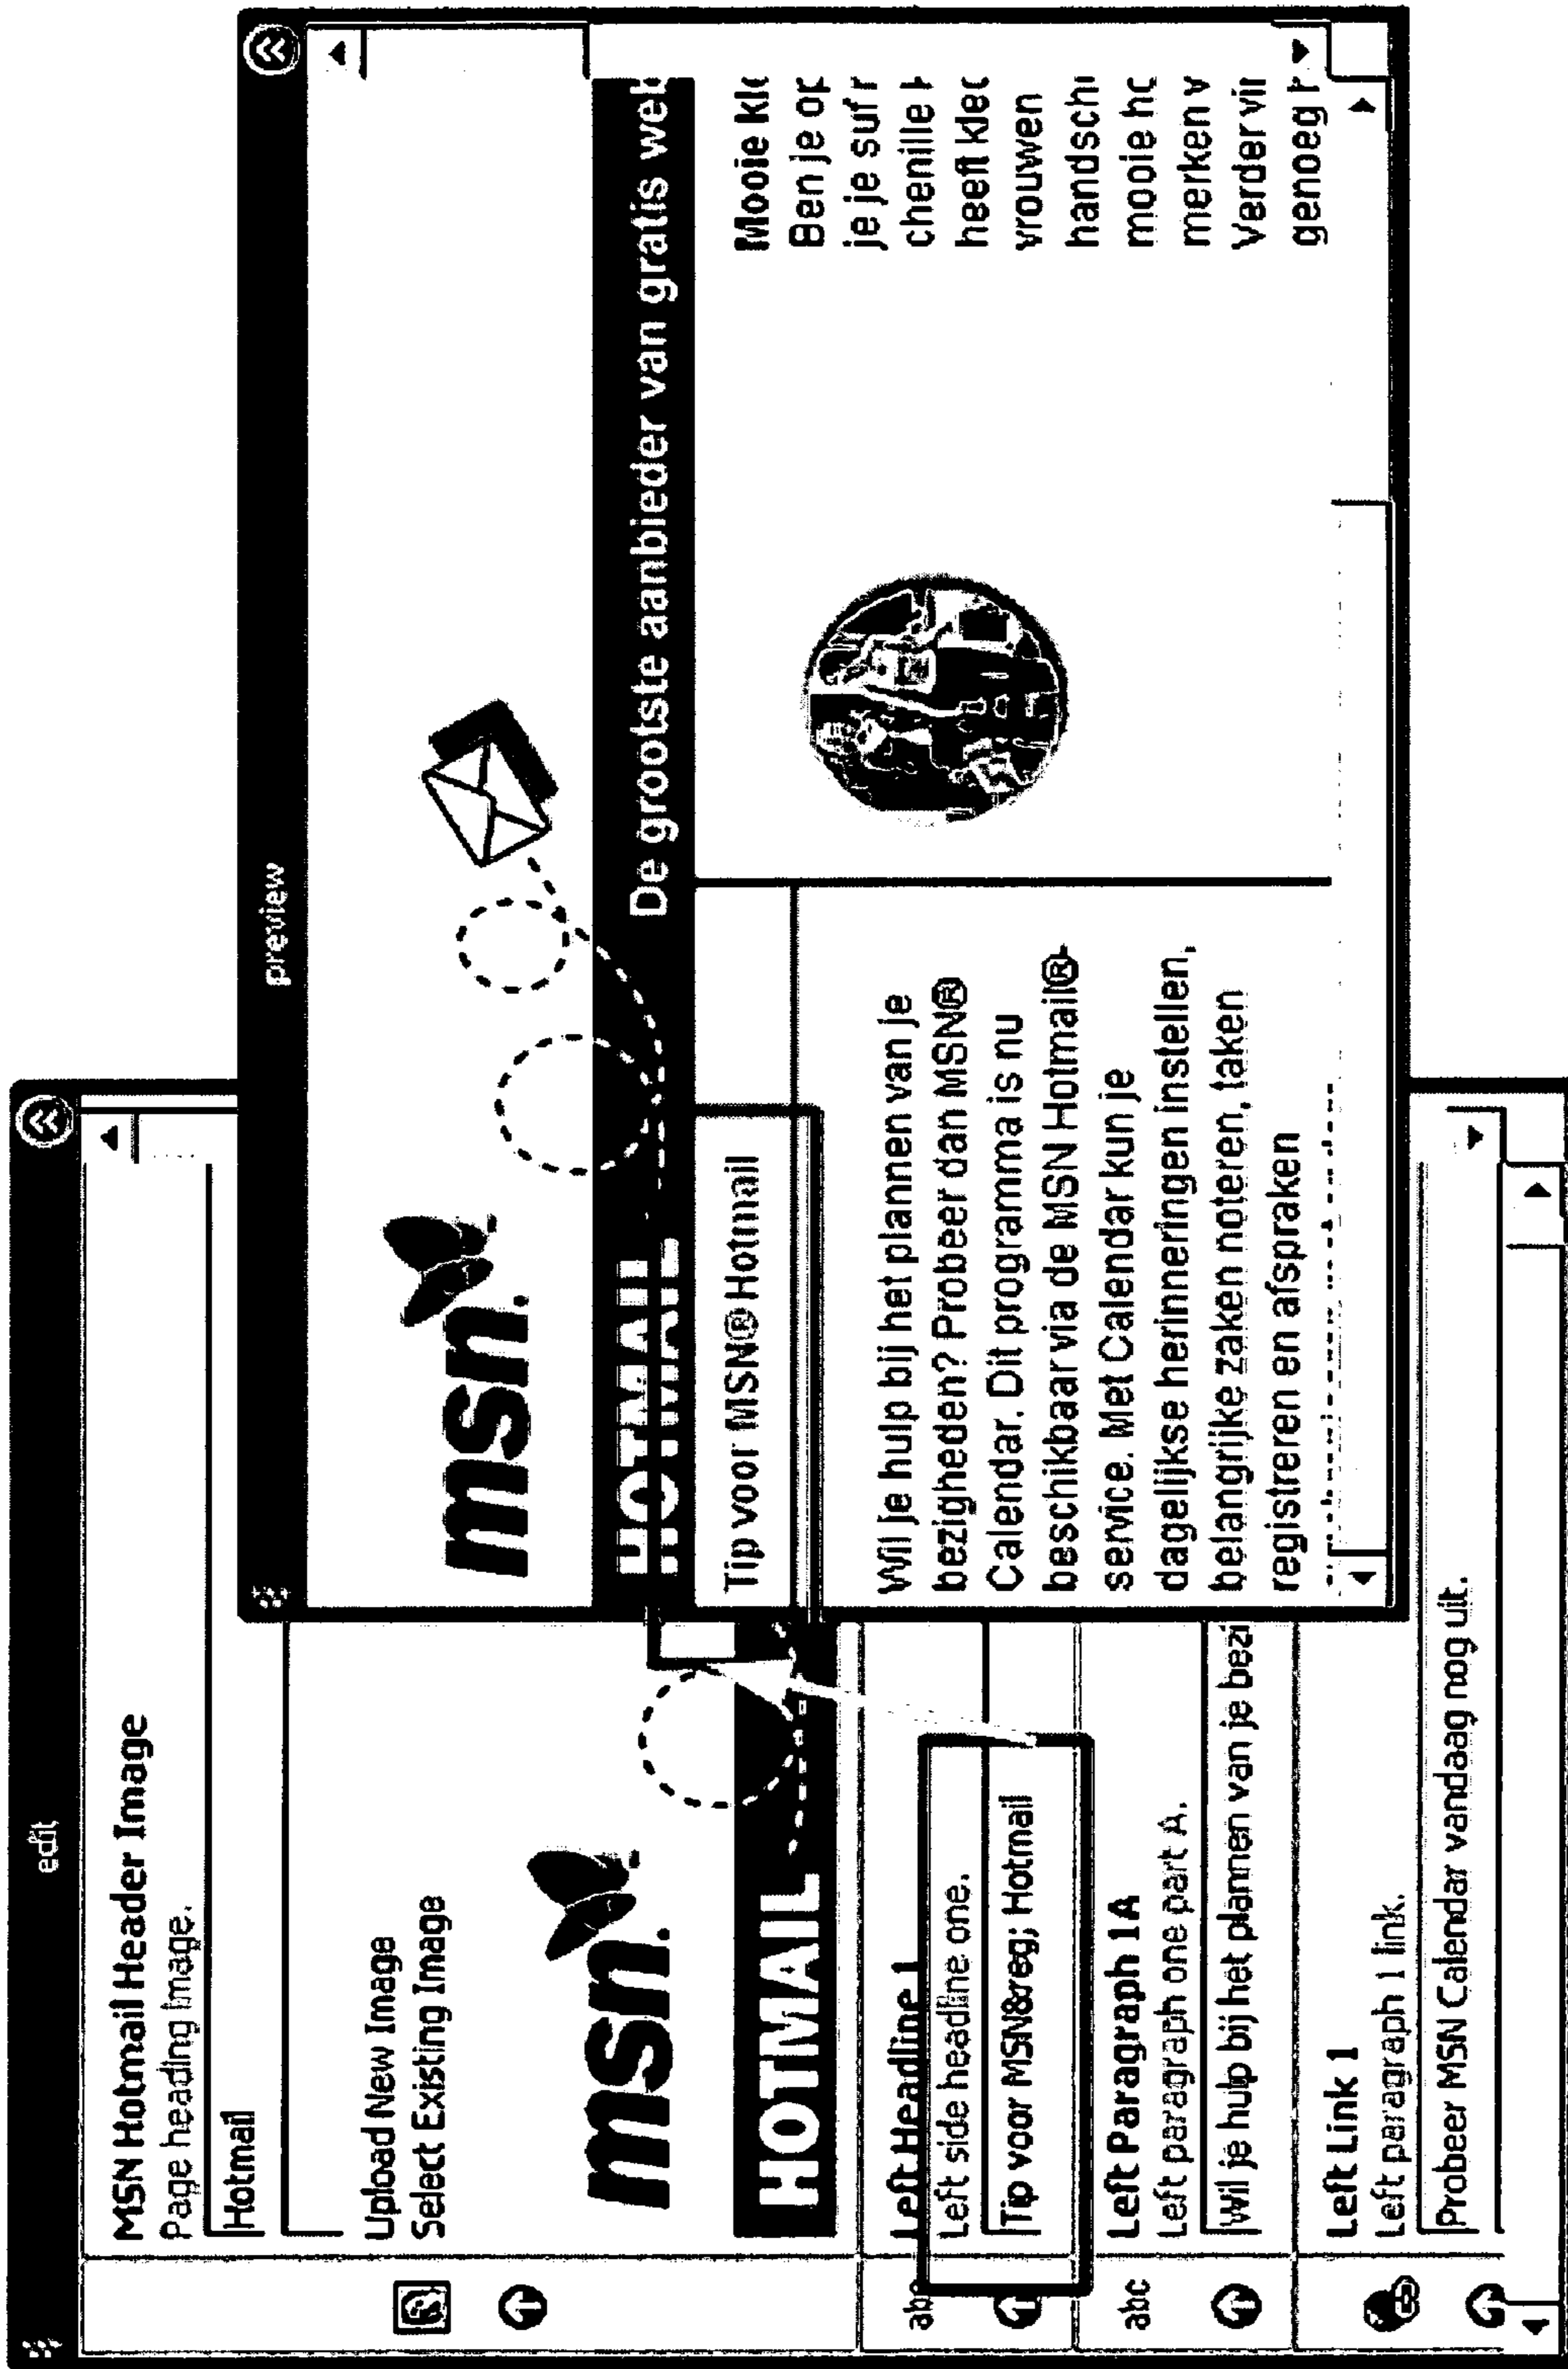 edit
MSN Hotmail Header Image
Page heading image.
Hotmail
Upload New Image
Select Existing Image
msn.
HOTMAIL
abc
Left Headline 1
Left side headline one.
Tip voor MSN&reg; Hotmail
abc
Left Paragraph 1A
Left paragraph one part A.
Wil je hulp bij het plannen van je bezi
Left Link 1
Left paragraph 1 link.
Probeer MSN Calendar vandaag nog uit.
preview
msn.
HOTMAIL
De grootste aanbieder van gratis web
Tip voor MSN® Hotmail
Wil je hulp bij het plannen van je
bezigheden? Probeer dan MSN®
Calendar. Dit programma is nu
beschikbaar via de MSN Hotmail®
service. Met Calendar kun je
dagelijkse herinneringen instellen,
belangrijke zaken noteren, taken
registreren en afspraken
Mooie klo
Ben je op
je je suf r
chenille
heeft kled
vrouwen
handscho
mooie ho
merken v
Verder vin
genoeg